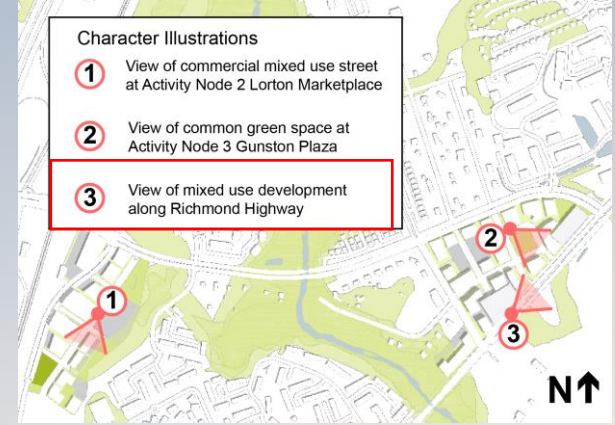 Character Illustrations
1 View of commercial mixed use street
at Activity Node 2 Lorton Marketplace
2 View of common green space at
Activity Node 3 Gunston Plaza
3 View of mixed use development
along Richmond Highway
2
1
3
N↑